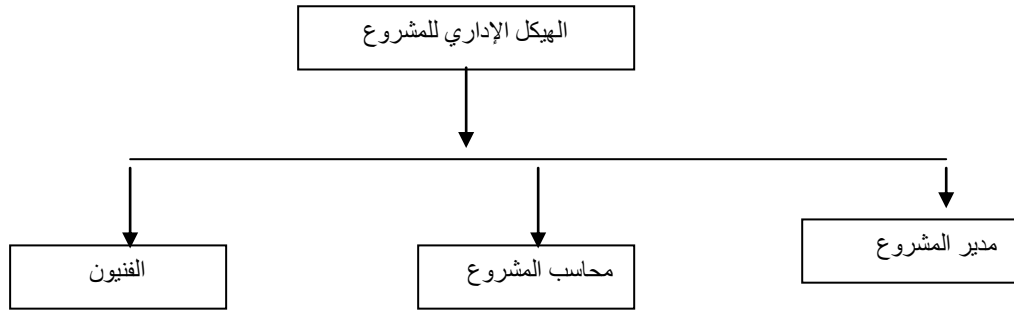 الهيكل الإداري للمشروع
مدير المشروع
محاسب المشروع
الفنيون